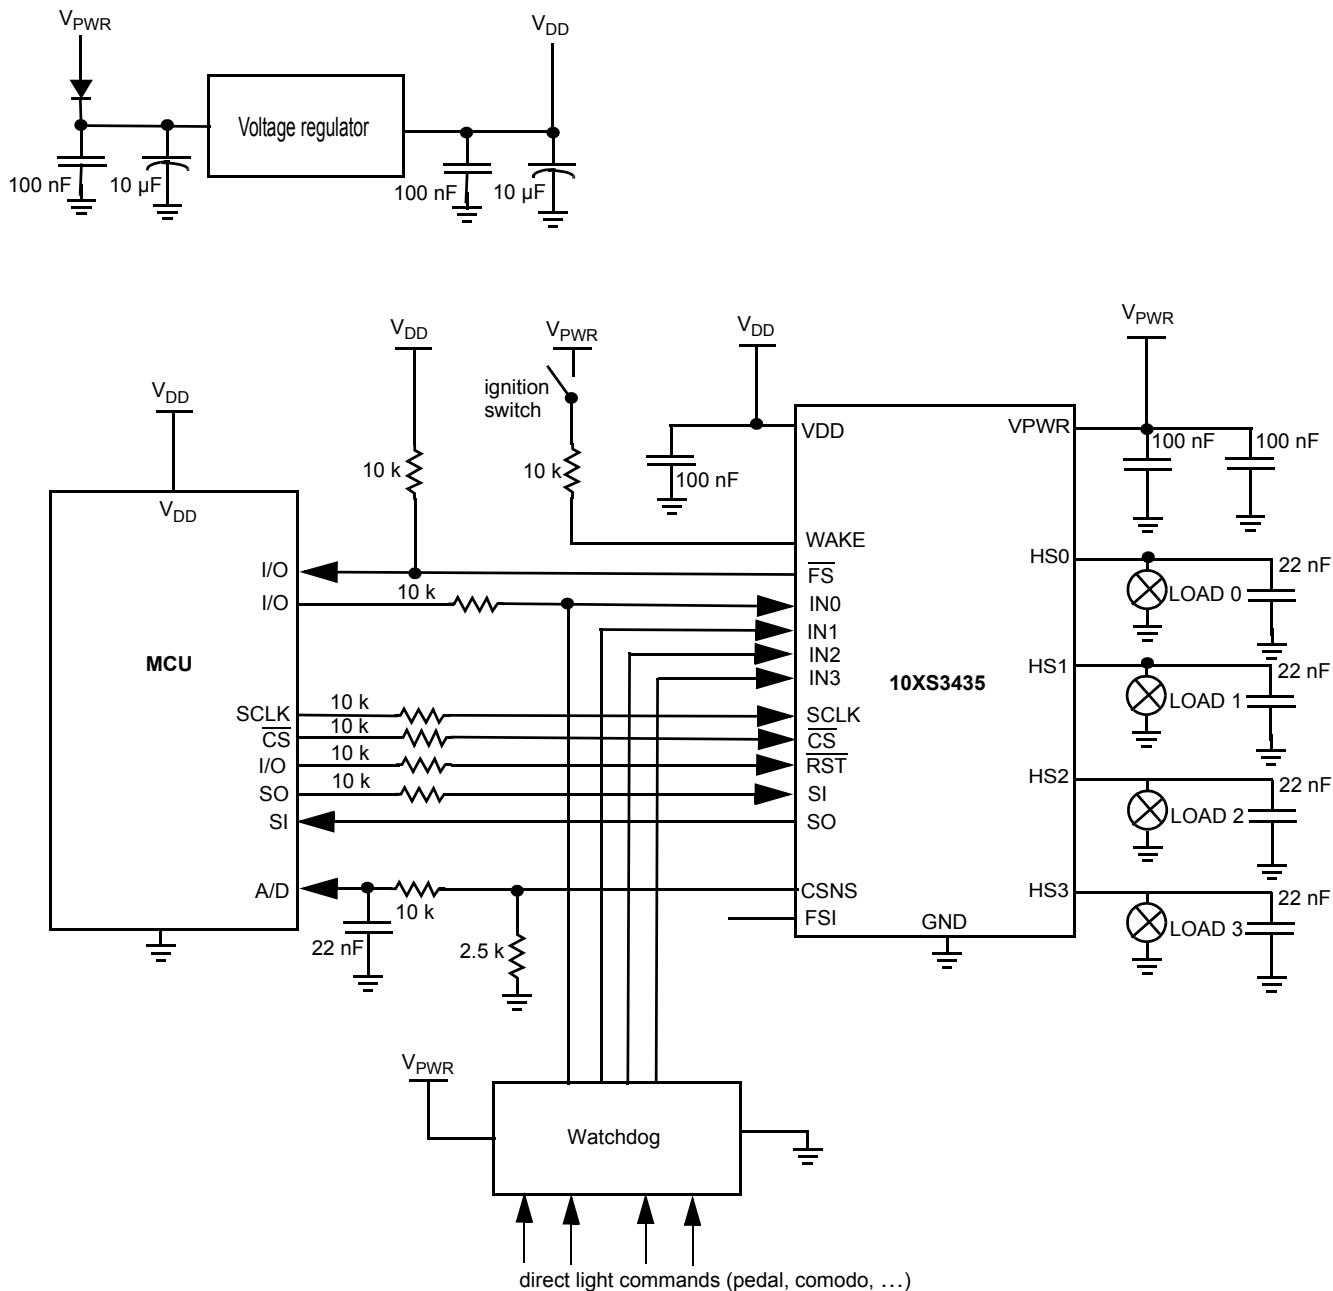 VPWR
VDD
Voltage regulator
100 nF
10 µF
100 nF
10 µF
VDD
VPWR
VDD
VPWR
VDD
ignition
switch
10 k
10 k
100 nF
VDD
VPWR
100 nF
100 nF
VDD
WAKE
HS0
22 nF
I/O
FS
10 k
I/O
IN0
LOAD 0
IN1
MCU
IN2
10XS3435
HS1
22 nF
IN3
10 k
LOAD 1
SCLK
SCLK
10 k
CS
CS
10 k
I/O
RST
HS2
22 nF
10 k
SO
SI
LOAD 2
SI
SO
A/D
10 k
CSNS
HS3
22 nF
FSI
GND
LOAD 3
22 nF
2.5 k
VPWR
Watchdog
direct light commands (pedal, comodo, …)